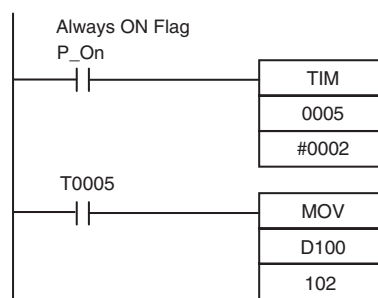 Always ON Flag
P_On
TIM
0005
#0002
T0005
MOV
D100
102